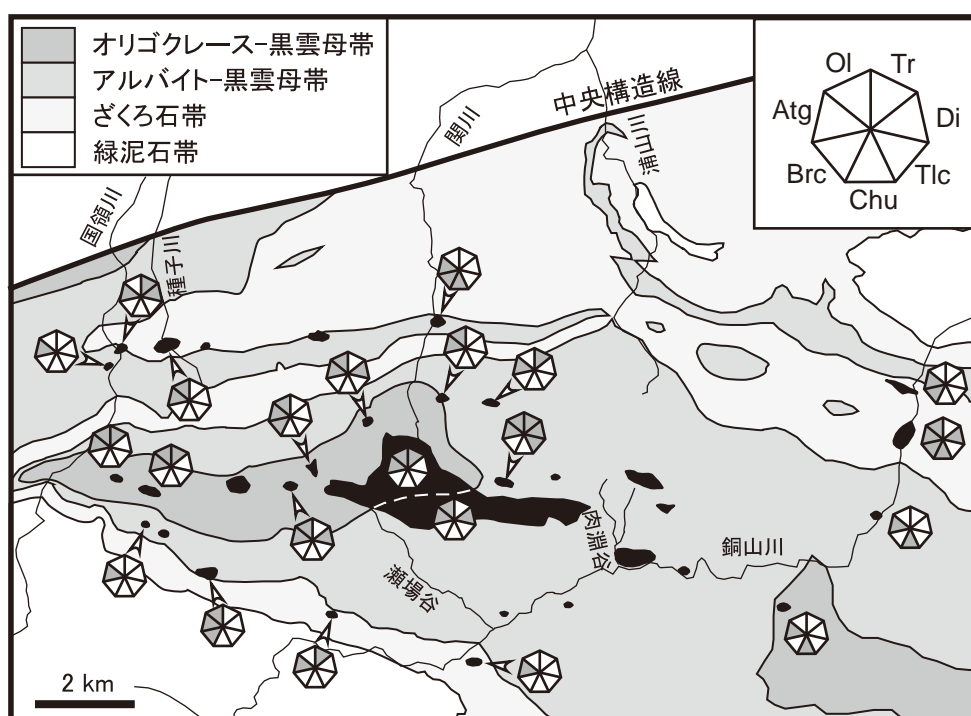 オリゴクレース-黒雲母帯
アルバイト-黒雲母帯
ざくろ石帯
緑泥石帯
Ol
Tr
Atg
Di
Brc
Tlc
Chu
中央構造線
関川
浦山川
国領川
種子川
肉淵谷
銅山川
瀬場谷
2 km